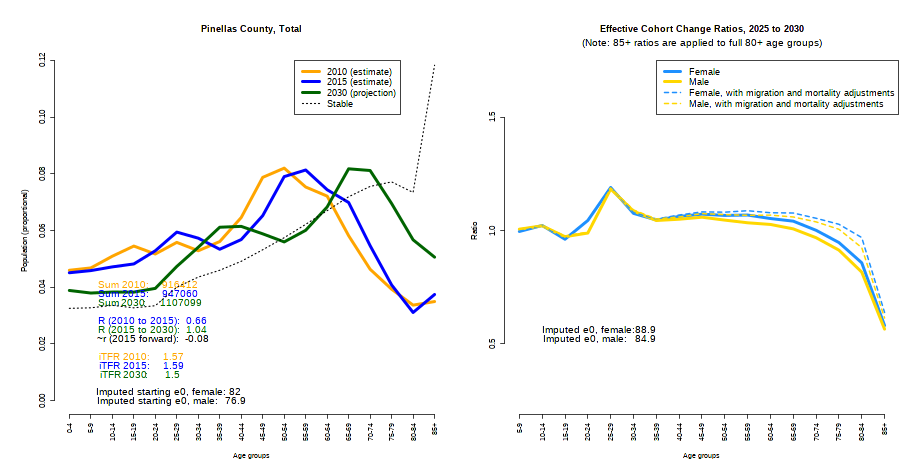 Pinellas County, Total
2010 (estimate)
2015 (estimate)
2030 (projection)
Stable
Population (proportional)
0.00
0.02
0.04
0.06
0.08
0.10
0.12
Sum 2010: 916412
Sum 2015: 947060
Sum 2030: 1107099
R (2010 to 2015): 0.66
R (2015 to 2030): 1.04
~r (2015 forward): -0.08
iTFR 2010: 1.57
iTFR 2015: 1.59
iTFR 2030: 1.5
Imputed starting e0, female: 82
Imputed starting e0, male: 76.9
0-4
5-9
10-14
15-19
20-24
25-29
30-34
35-39
40-44
45-49
50-54
55-59
60-64
65-69
70-74
75-79
80-84
85+
Age groups
Effective Cohort Change Ratios, 2025 to 2030
(Note: 85+ ratios are applied to full 80+ age groups)
Female
Male
Female, with migration and mortality adjustments
Male, with migration and mortality adjustments
Ratio
0.5
1.0
1.5
Imputed e0, female:88.9
Imputed e0, male: 84.9
5-9
10-14
15-19
20-24
25-29
30-34
35-39
40-44
45-49
50-54
55-59
60-64
65-69
70-74
75-79
80-84
85+
Age groups